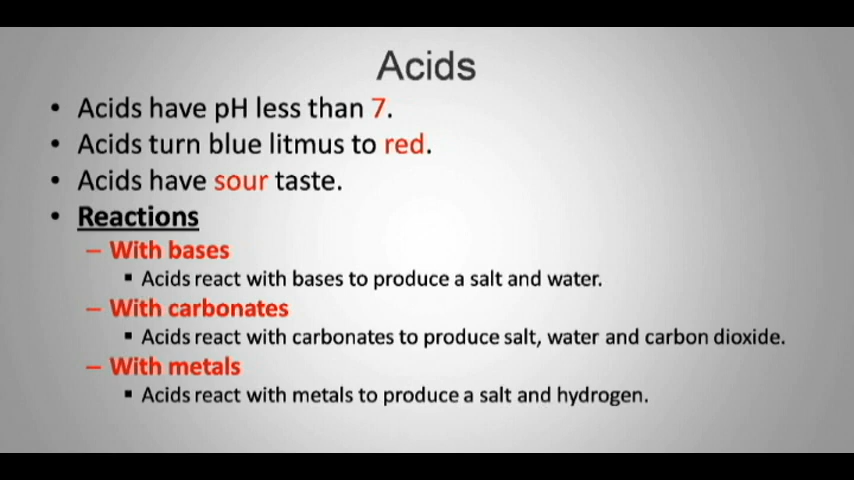 Acids
• Acids have pH less than 7.
• Acids turn blue litmus to red.
• Acids have sour taste.
• Reactions
– With bases
▪ Acids react with bases to produce a salt and water.
– With carbonates
▪ Acids react with carbonates to produce salt, water and carbon dioxide.
– With metals
▪ Acids react with metals to produce a salt and hydrogen.